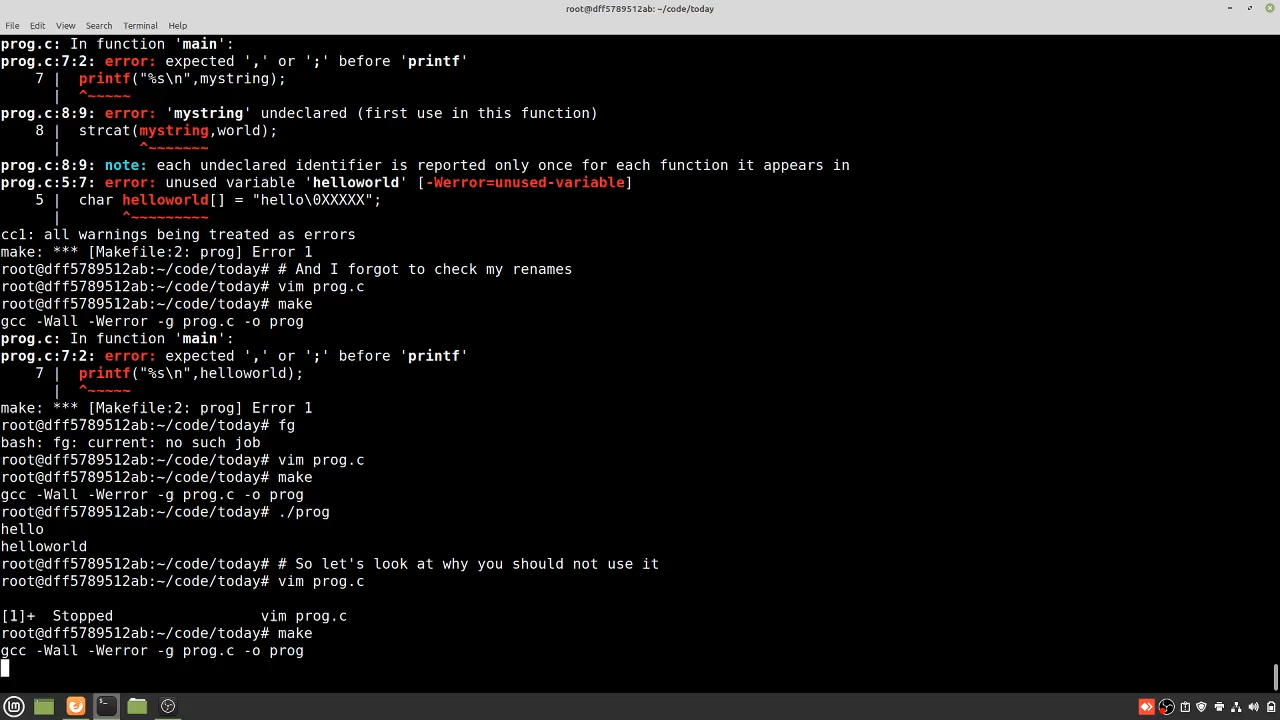 root@dff5789512ab: ~/code/today
File Edit View Search Terminal Help
prog.c: In function 'main':
prog.c:7:2: error: expected ',' or ';' before 'printf'
    7 |  printf("%s\n",mystring);
      |  ^~~~~~
prog.c:8:9: error: 'mystring' undeclared (first use in this function)
    8 |  strcat(mystring,world);
      |         ^~~~~~~~
prog.c:8:9: note: each undeclared identifier is reported only once for each function it appears in
prog.c:5:7: error: unused variable 'helloworld' [-Werror=unused-variable]
    5 |  char helloworld[] = "hello\0XXXXX";
      |       ^~~~~~~~~~
cc1: all warnings being treated as errors
make: *** [Makefile:2: prog] Error 1
root@dff5789512ab:~/code/today# # And I forgot to check my renames
root@dff5789512ab:~/code/today# vim prog.c
root@dff5789512ab:~/code/today# make
gcc -Wall -Werror -g prog.c -o prog
prog.c: In function 'main':
prog.c:7:2: error: expected ',' or ';' before 'printf'
    7 |  printf("%s\n",helloworld);
      |  ^~~~~~
make: *** [Makefile:2: prog] Error 1
root@dff5789512ab:~/code/today# fg
bash: fg: current: no such job
root@dff5789512ab:~/code/today# vim prog.c
root@dff5789512ab:~/code/today# make
gcc -Wall -Werror -g prog.c -o prog
root@dff5789512ab:~/code/today# ./prog
hello
helloworld
root@dff5789512ab:~/code/today# # So let's look at why you should not use it
root@dff5789512ab:~/code/today# vim prog.c
[1]+  Stopped                 vim prog.c
root@dff5789512ab:~/code/today# make
gcc -Wall -Werror -g prog.c -o prog